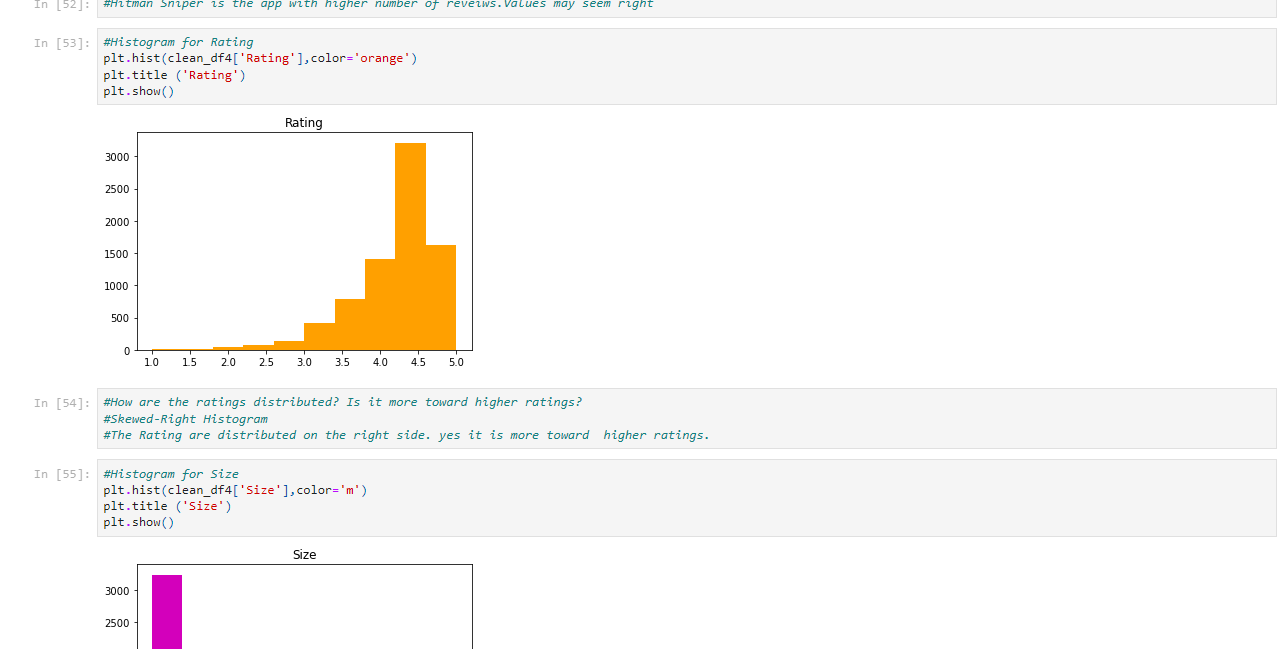 In [52]: #Hitman Sniper is the app with higher number of reveiws.Values may seem right
In [53]: #Histogram for Rating
plt.hist(clean_df4['Rating'],color='orange')
plt.title ('Rating')
plt.show()
Rating
3000
2500
2000
1500
1000
500
0
1.0 1.5 2.0 2.5 3.0 3.5 4.0 4.5 5.0
In [54]: #How are the ratings distributed? Is it more toward higher ratings?
#Skewed-Right Histogram
#The Rating are distributed on the right side. yes it is more toward  higher ratings.
In [55]: #Histogram for Size
plt.hist(clean_df4['Size'],color='m')
plt.title ('Size')
plt.show()
Size
3000
2500